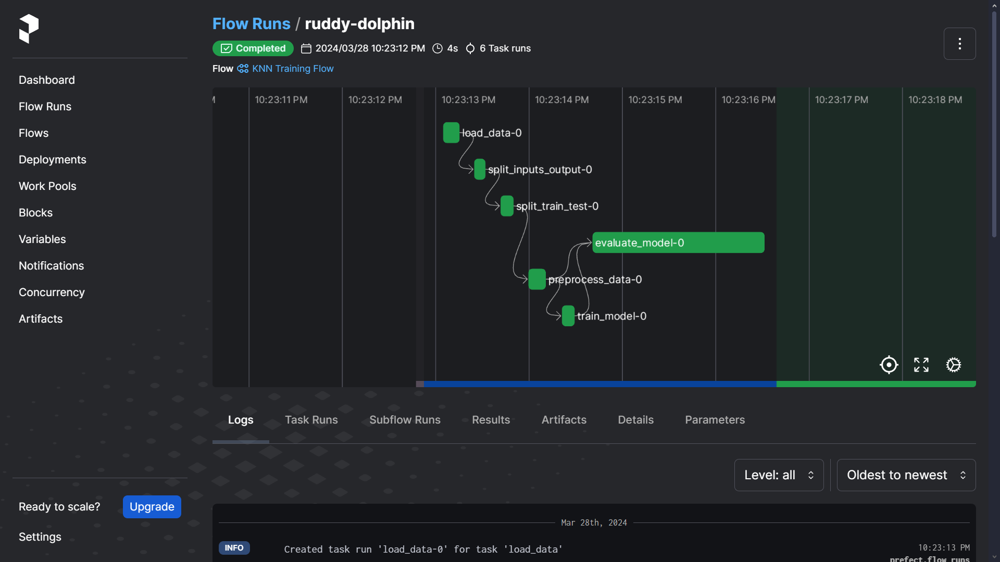 Flow Runs / ruddy-dolphin
Completed 2024/03/28 10:23:12 PM 4s 6 Task runs
Flow KNN Training Flow
Dashboard
Flow Runs
Flows
Deployments
Work Pools
Blocks
Variables
Notifications
Concurrency
Artifacts
Ready to scale? Upgrade
Settings
10:23:11 PM 10:23:12 PM 10:23:13 PM 10:23:14 PM 10:23:15 PM 10:23:16 PM 10:23:17 PM 10:23:18 PM
load_data-0
split_inputs_output-0
split_train_test-0
evaluate_model-0
preprocess_data-0
train_model-0
Logs Task Runs Subflow Runs Results Artifacts Details Parameters
Level: all Oldest to newest
Mar 28th, 2024
INFO Created task run 'load_data-0' for task 'load_data' 10:23:13 PM
prefect.flow_runs